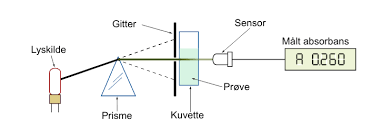 Gitter
Sensor
Målt absorbans
Lyskilde
A 0.260
Prøve
Prisme
Kuvette